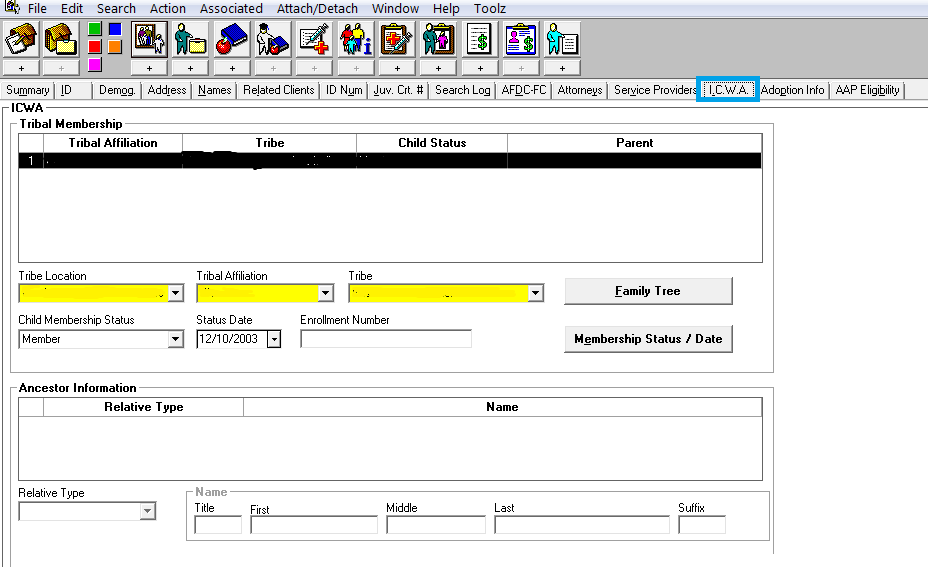 File Edit Search Action Associated Attach/Detach Window Help Toolz
+ + + + + + + + + + + + +
Summary ID Demog. Address Names Related Clients ID Num Juv. Crt. # Search Log AFDC-FC Attorneys Service Providers I.C.W.A. Adoption Info AAP Eligibility
ICWA
Tribal Membership
Tribal Affiliation Tribe Child Status Parent
1
Tribe Location Tribal Affiliation Tribe
Family Tree
Child Membership Status Status Date Enrollment Number
Member 12/10/2003
Membership Status / Date
Ancestor Information
Relative Type Name
Relative Type Name
Title First Middle Last Suffix